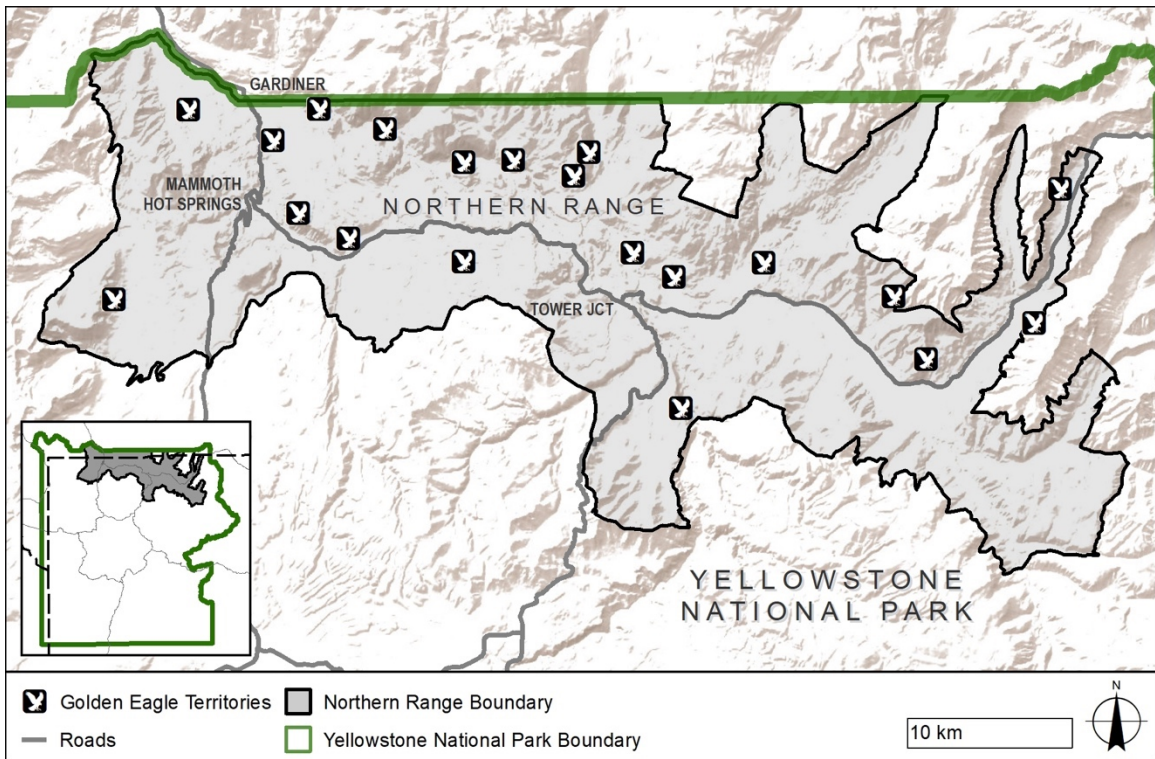 GARDINER
MAMMOTH
HOT SPRINGS
NORTHERN RANGE
TOWER JCT
YELLOWSTONE
NATIONAL PARK
Golden Eagle Territories
Northern Range Boundary
Roads
Yellowstone National Park Boundary
10 km
N